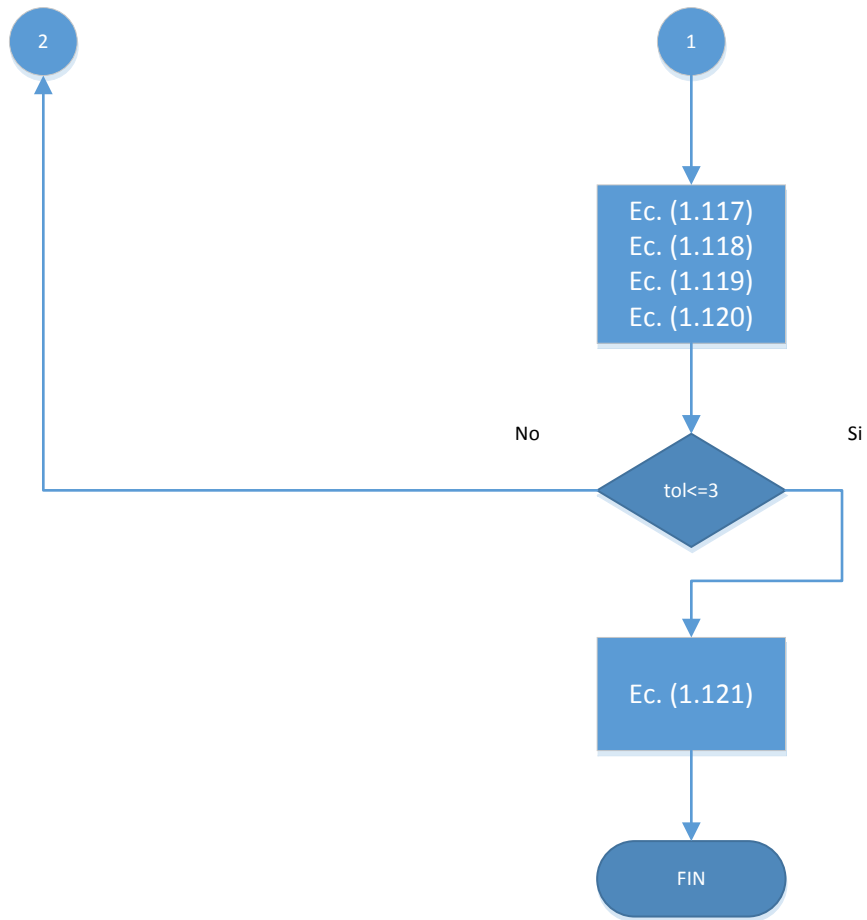 2
1
Ec. (1.117)
Ec. (1.118)
Ec. (1.119)
Ec. (1.120)
No
Si
tol<=3
Ec. (1.121)
FIN